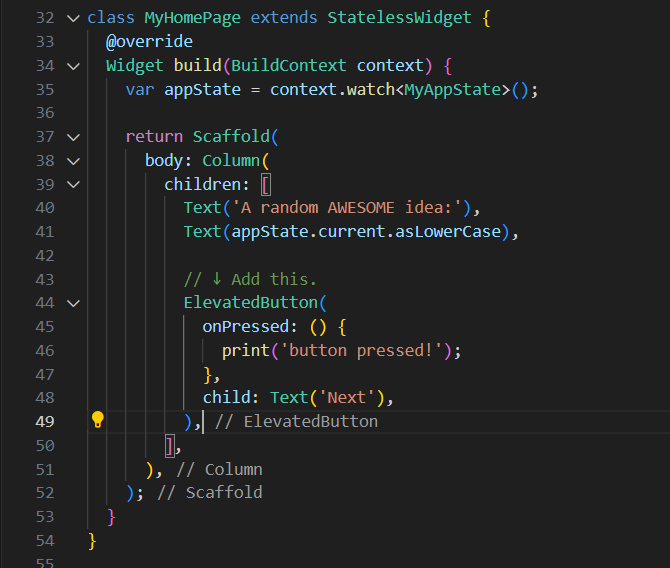 32 class MyHomePage extends StatelessWidget {
33   @override
34   Widget build(BuildContext context) {
35     var appState = context.watch<MyAppState>();
36
37     return Scaffold(
38       body: Column(
39         children: [
40           Text('A random AWESOME idea:'),
41           Text(appState.current.asLowerCase),
42
43           // ↓ Add this.
44           ElevatedButton(
45             onPressed: () {
46               print('button pressed!');
47             },
48             child: Text('Next'),
49           ), // ElevatedButton
50         ],
51       ), // Column
52     ); // Scaffold
53   }
54 }
55